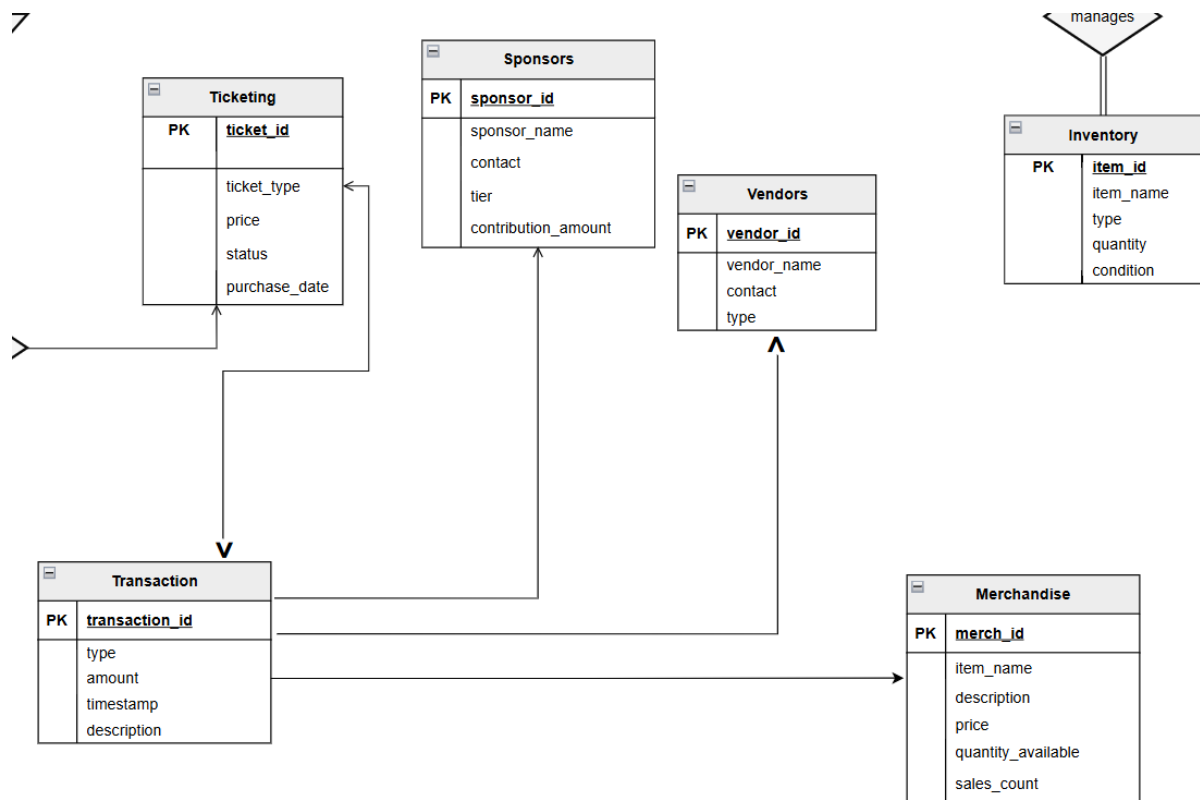 manages
Sponsors
PK sponsor_id
sponsor_name
contact
tier
contribution_amount
Ticketing
PK ticket_id
ticket_type
price
status
purchase_date
Vendors
PK vendor_id
vendor_name
contact
type
Inventory
PK item_id
item_name
type
quantity
condition
Transaction
PK transaction_id
type
amount
timestamp
description
Merchandise
PK merch_id
item_name
description
price
quantity_available
sales_count